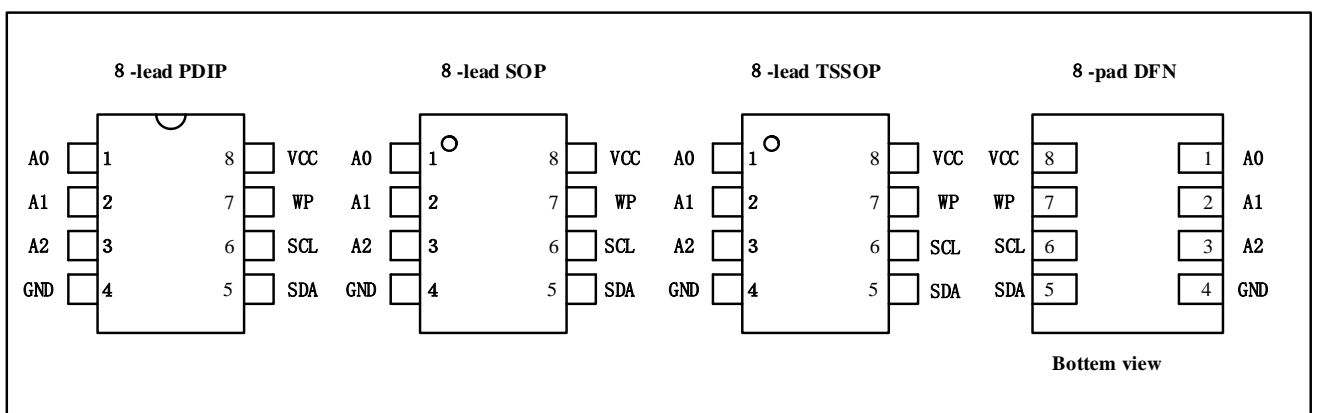 8-lead PDIP 8-lead SOP 8-lead TSSOP 8-pad DFN
A0 1 8 VCC A0 1 8 VCC A0 1 8 VCC VCC 8 1 A0
A1 2 7 WP A1 2 7 WP A1 2 7 WP WP 7 2 A1
A2 3 6 SCL A2 3 6 SCL A2 3 6 SCL SCL 6 3 A2
GND 4 5 SDA GND 4 5 SDA GND 4 5 SDA SDA 5 4 GND
Bottem view